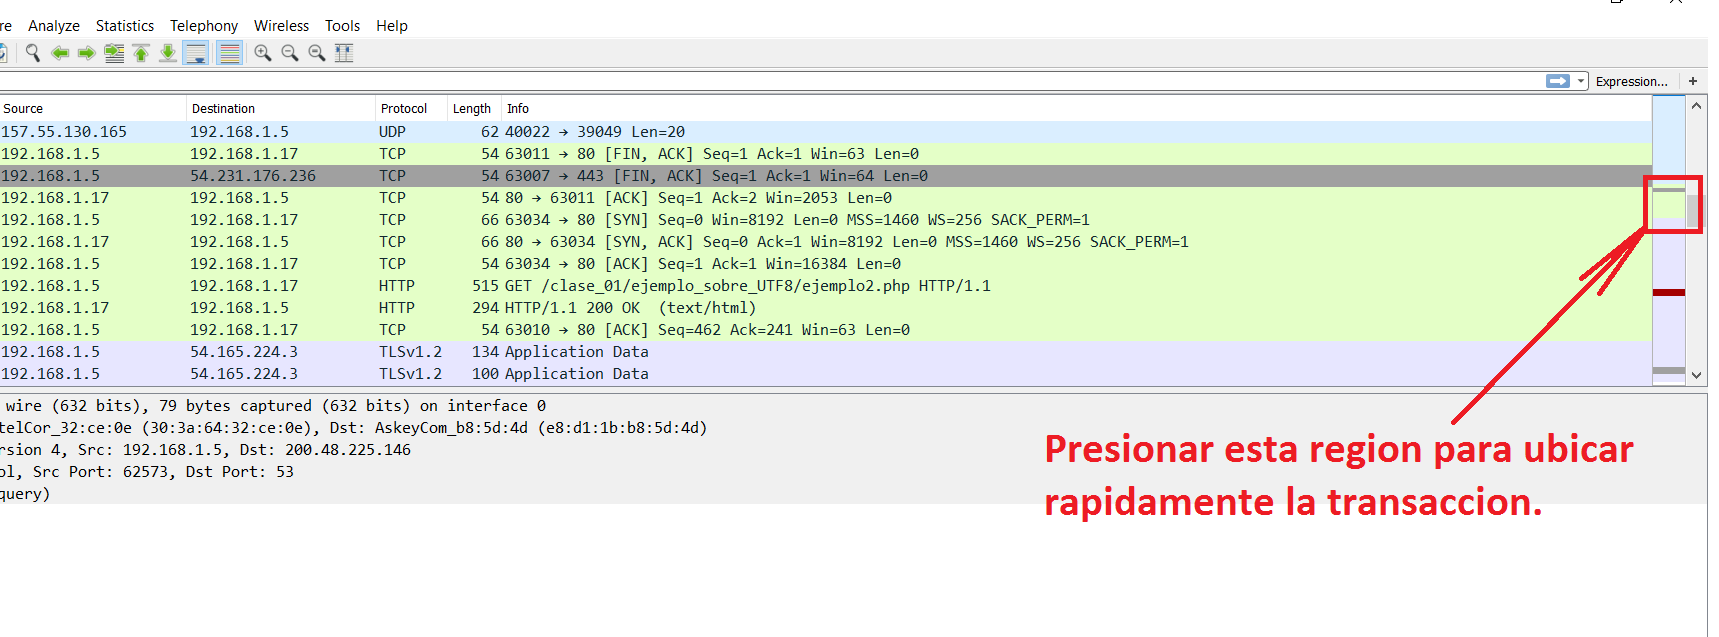 re Analyze Statistics Telephony Wireless Tools Help
Expression... +
Source Destination Protocol Length Info
157.55.130.165 192.168.1.5 UDP 62 40022 → 39049 Len=20
192.168.1.5 192.168.1.17 TCP 54 63011 → 80 [FIN, ACK] Seq=1 Ack=1 Win=63 Len=0
192.168.1.5 54.231.176.236 TCP 54 63007 → 443 [FIN, ACK] Seq=1 Ack=1 Win=64 Len=0
192.168.1.17 192.168.1.5 TCP 54 80 → 63011 [ACK] Seq=1 Ack=2 Win=2053 Len=0
192.168.1.5 192.168.1.17 TCP 66 63034 → 80 [SYN] Seq=0 Win=8192 Len=0 MSS=1460 WS=256 SACK_PERM=1
192.168.1.17 192.168.1.5 TCP 66 80 → 63034 [SYN, ACK] Seq=0 Ack=1 Win=8192 Len=0 MSS=1460 WS=256 SACK_PERM=1
192.168.1.5 192.168.1.17 TCP 54 63034 → 80 [ACK] Seq=1 Ack=1 Win=16384 Len=0
192.168.1.5 192.168.1.17 HTTP 515 GET /clase_01/ejemplo_sobre_UTF8/ejemplo2.php HTTP/1.1
192.168.1.17 192.168.1.5 HTTP 294 HTTP/1.1 200 OK (text/html)
192.168.1.5 192.168.1.17 TCP 54 63010 → 80 [ACK] Seq=462 Ack=241 Win=63 Len=0
192.168.1.5 54.165.224.3 TLSv1.2 134 Application Data
192.168.1.5 54.165.224.3 TLSv1.2 100 Application Data
wire (632 bits), 79 bytes captured (632 bits) on interface 0
telCor_32:ce:0e (30:3a:64:32:ce:0e), Dst: AskeyCom_b8:5d:4d (e8:d1:1b:b8:5d:4d)
rsion 4, Src: 192.168.1.5, Dst: 200.48.225.146
ol, Src Port: 62573, Dst Port: 53
query)
Presionar esta region para ubicar
rapidamente la transaccion.